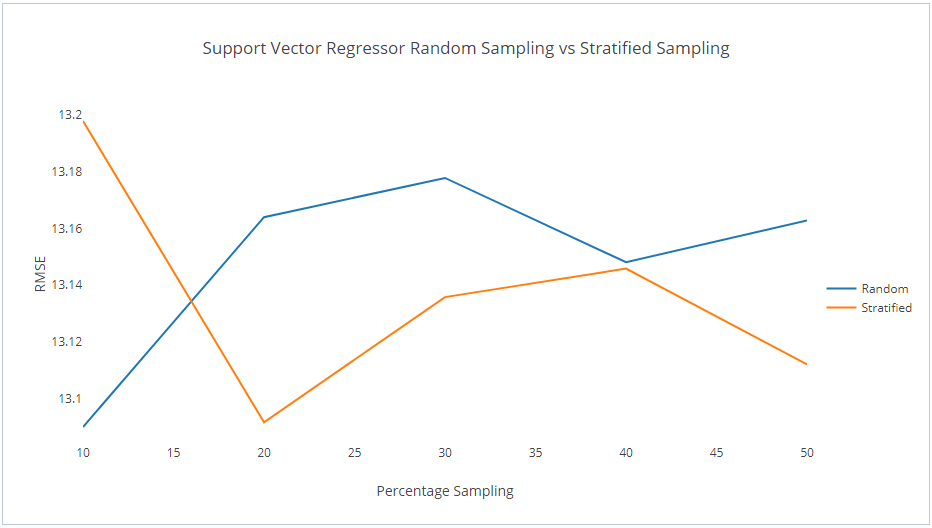 Support Vector Regressor Random Sampling vs Stratified Sampling
13.2
13.18
13.16
13.14
13.12
13.1
RMSE
10 15 20 25 30 35 40 45 50
Percentage Sampling
Random
Stratified